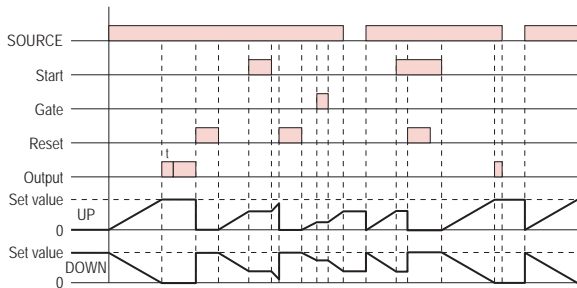 SOURCE
Start
Gate
Reset
t
Output
Set value
UP
0
Set value
DOWN
0